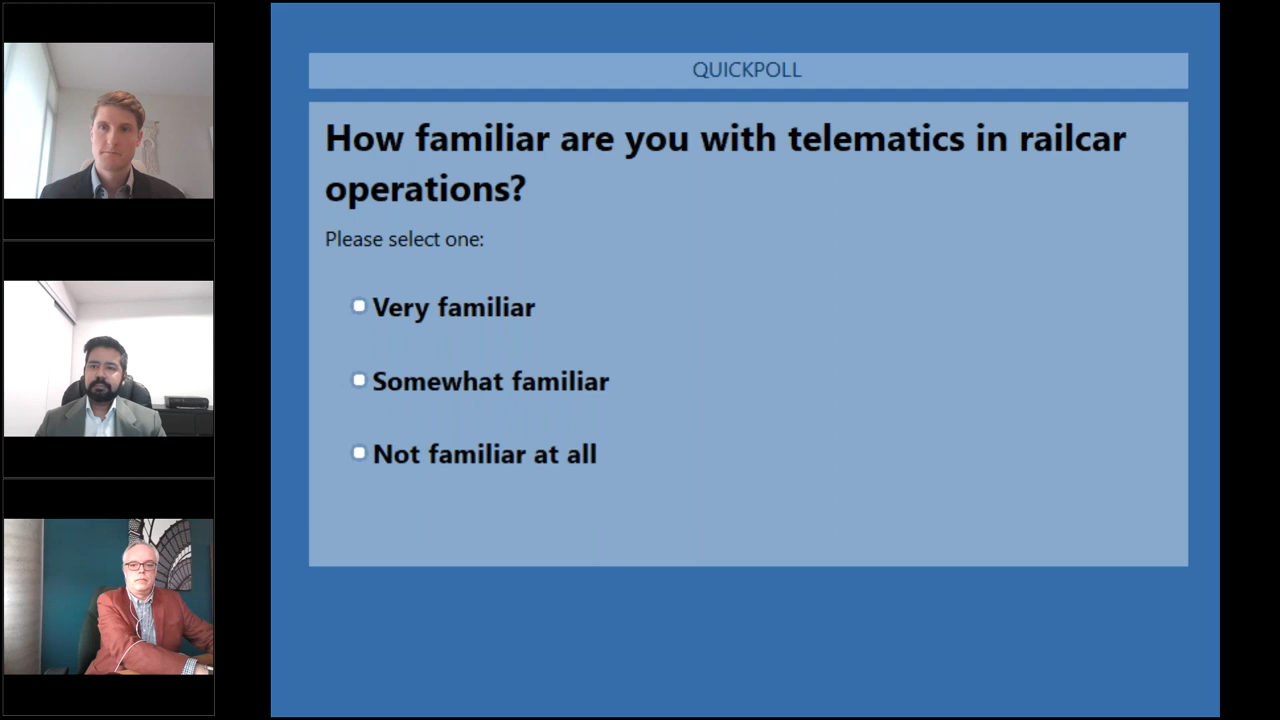 QUICKPOLL
How familiar are you with telematics in railcar
operations?
Please select one:
Very familiar
Somewhat familiar
Not familiar at all